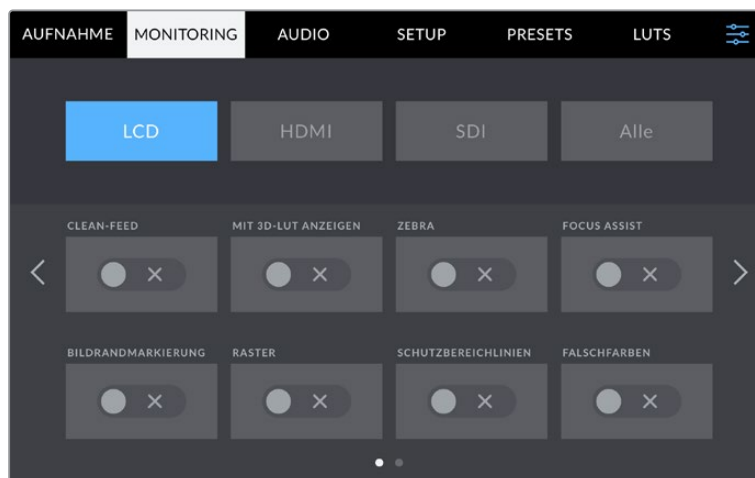 AUFNAHME MONITORING AUDIO SETUP PRESETS LUTS
LCD HDMI SDI Alle
CLEAN-FEED MIT 3D-LUT ANZEIGEN ZEBRA FOCUS ASSIST
BILDRANDMARKIERUNG RASTER SCHUTZBEREICHLINIEN FALSCHFARBEN